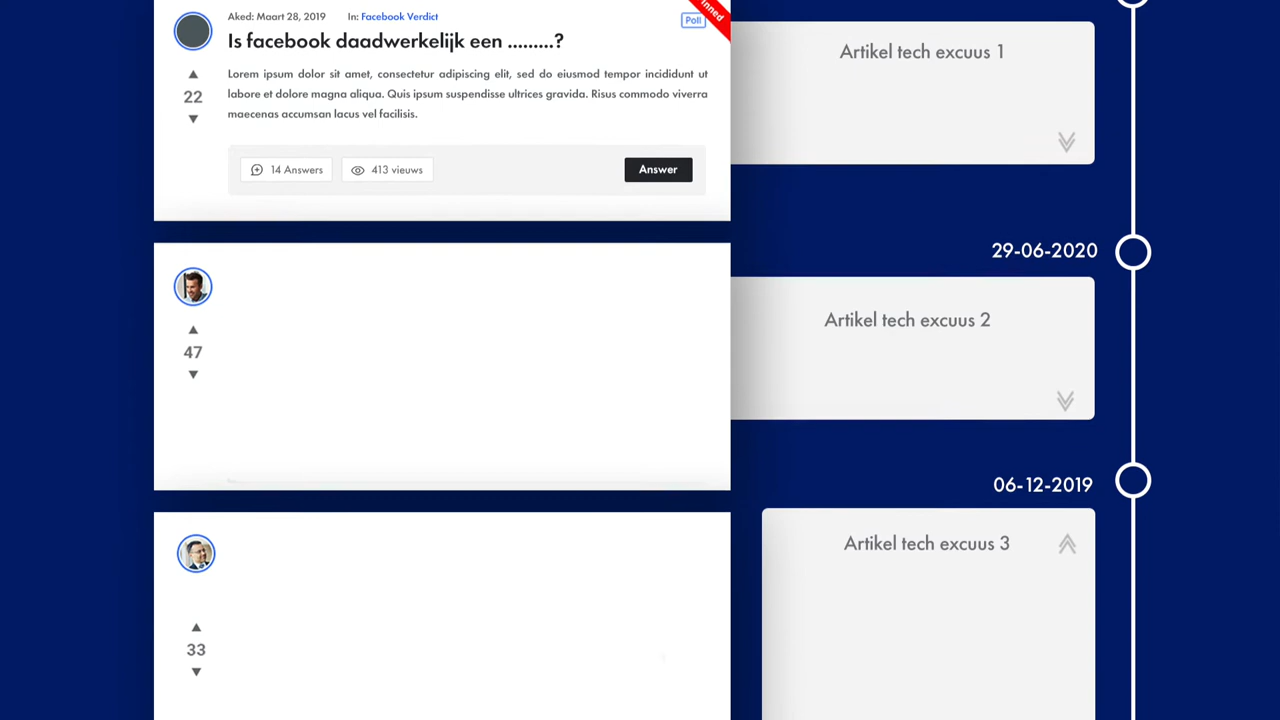 Aked: Maart 28, 2019 In: Facebook Verdict
Poll
Is facebook daadwerkelijk een .........?
Lorem ipsum dolor sit amet, consectetur adipiscing elit, sed do eiusmod tempor incididunt ut
labore et dolore magna aliqua. Quis ipsum suspendisse ultrices gravida. Risus commodo viverra
maecenas accumsan lacus vel facilisis.
22
14 Answers
413 vieuws
Answer
47
33
Artikel tech excuus 1
29-06-2020
Artikel tech excuus 2
06-12-2019
Artikel tech excuus 3